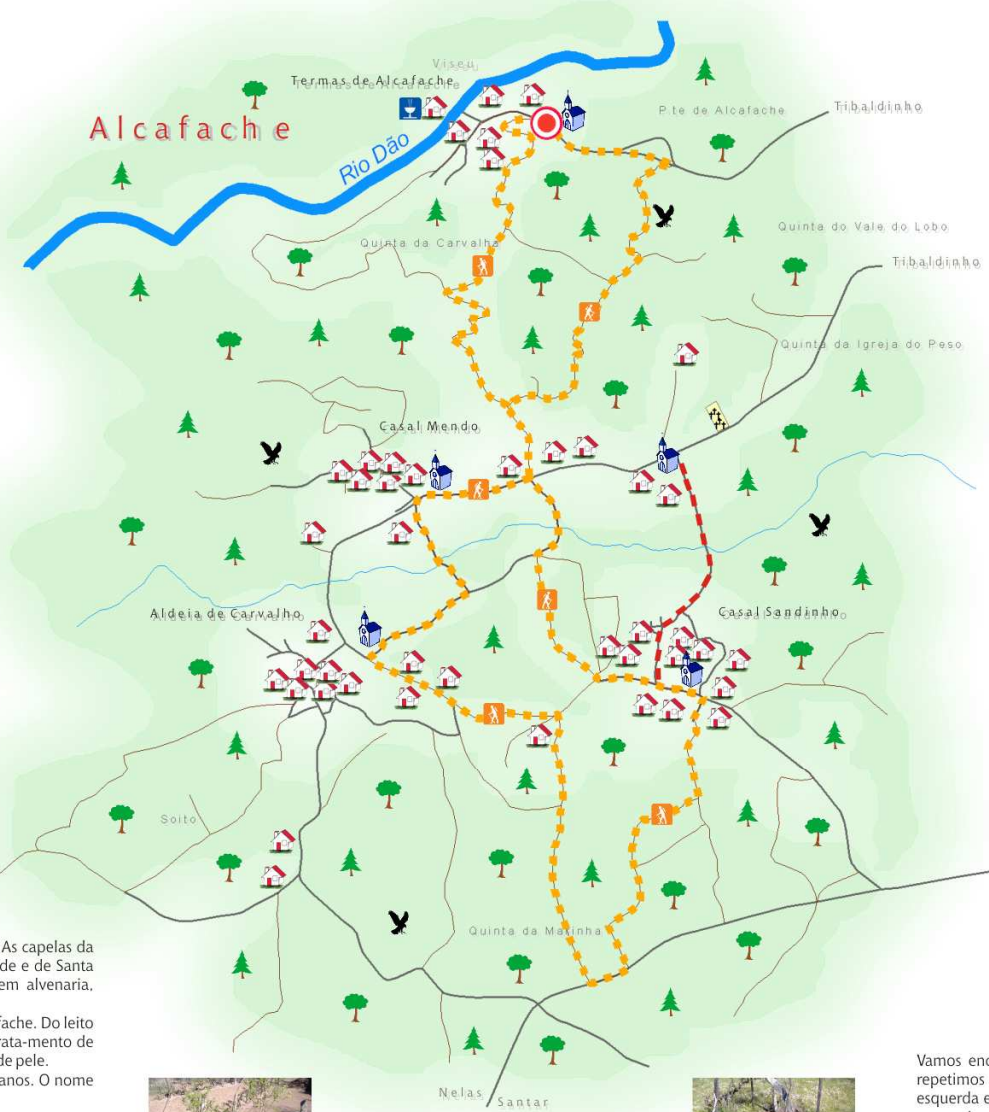 Viseu
Termas de Alcafache
Alcafache
P.te de Alcafache
Tibaldinho
Rio Dão
Quinta do Vale do Lobo
Quinta da Carvalha
Tibaldinho
Quinta da Igreja do Peso
Casal Mendo
Aldeia de Carvalho
Casal Sandinho
Soito
Quinta da Matinha
As capelas da
de e de Santa
em alvenaria,
fache. Do leito
rata-mento de
de pele.
anos. O nome
Nelas
Santar
Vamos enc
repetimos
esquerda e